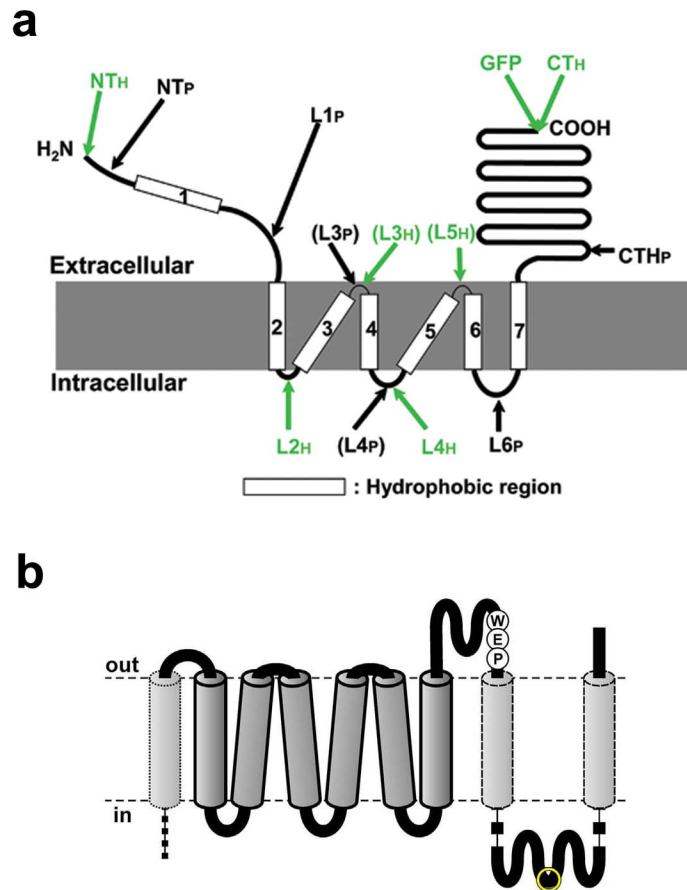 a
GFP CTH
NTH
NTP
L1P
H2N
COOH
1
(L3P) (L3H) (L5H)
CTHP
Extracellular
2 3 4 5 6 7
Intracellular
L2H (L4P) L4H L6P
: Hydrophobic region
b
W
E
P
out
in